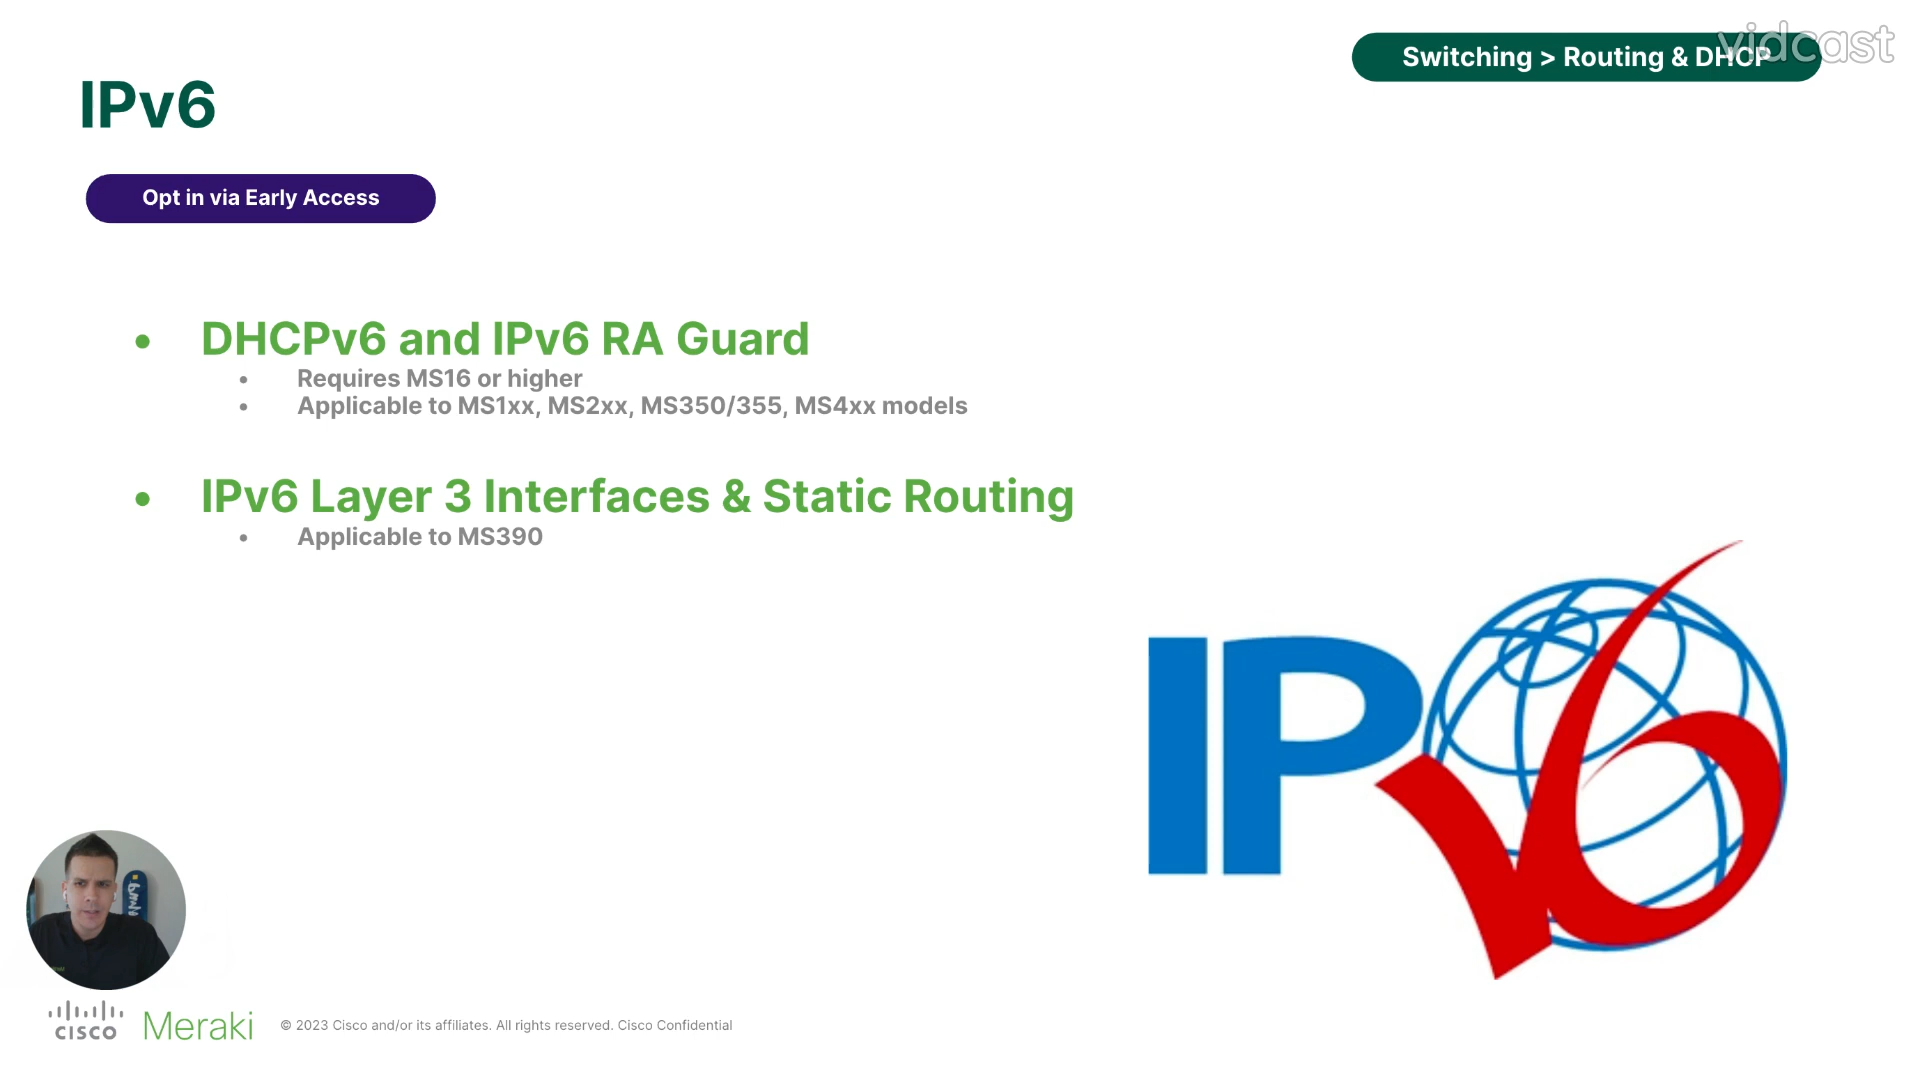 vidcast
Switching > Routing & DHCP
IPv6
Opt in via Early Access
• DHCPv6 and IPv6 RA Guard
• Requires MS16 or higher
• Applicable to MS1xx, MS2xx, MS350/355, MS4xx models
• IPv6 Layer 3 Interfaces & Static Routing
• Applicable to MS390
IPv6
cisco Meraki © 2023 Cisco and/or its affiliates. All rights reserved. Cisco Confidential